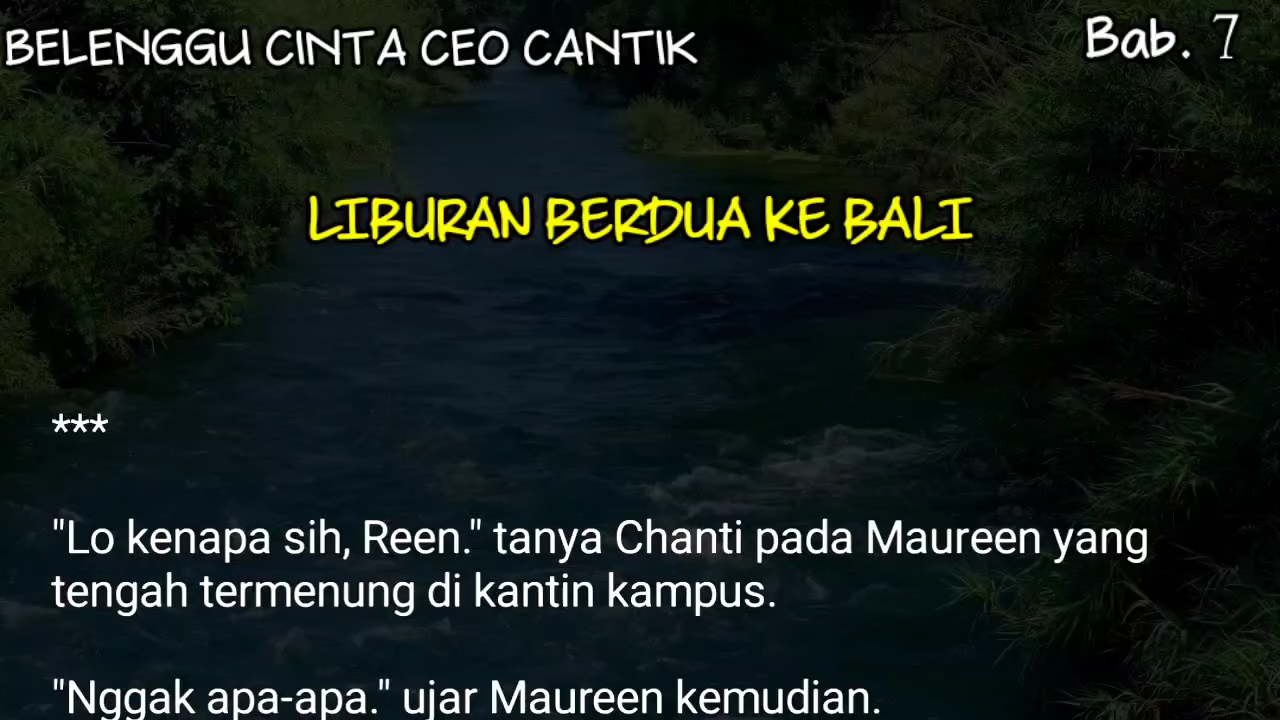 BELENGGU CINTA CEO CANTIK
Bab. 7
LIBURAN BERDUA KE BALI
***
"Lo kenapa sih, Reen." tanya Chanti pada Maureen yang
tengah termenung di kantin kampus.
"Nggak apa-apa." ujar Maureen kemudian.